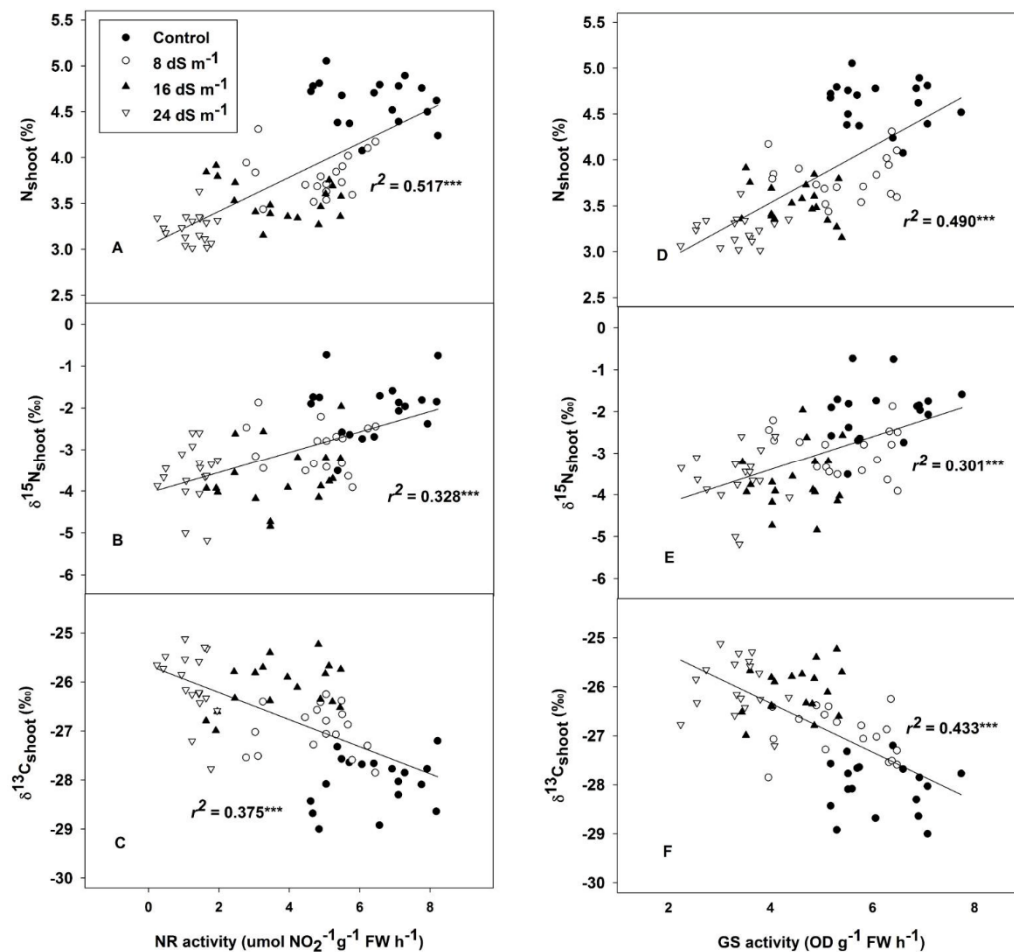 A
Control
8 dS m⁻¹
16 dS m⁻¹
24 dS m⁻¹
5.5
5.0
4.5
4.0
3.5
3.0
2.5
Nshoot (%)
r² = 0.517***
D
5.5
5.0
4.5
4.0
3.5
3.0
2.5
Nshoot (%)
r² = 0.490***
B
0
-1
-2
-3
-4
-5
-6
δ¹⁵Nshoot (‰)
r² = 0.328***
E
0
-1
-2
-3
-4
-5
-6
δ¹⁵Nshoot (‰)
r² = 0.301***
C
-25
-26
-27
-28
-29
-30
δ¹³Cshoot (‰)
r² = 0.375***
0 2 4 6 8
NR activity (umol NO₂⁻¹g⁻¹ FW h⁻¹)
F
-25
-26
-27
-28
-29
-30
δ¹³Cshoot (‰)
r² = 0.433***
2 4 6 8
GS activity (OD g⁻¹ FW h⁻¹)